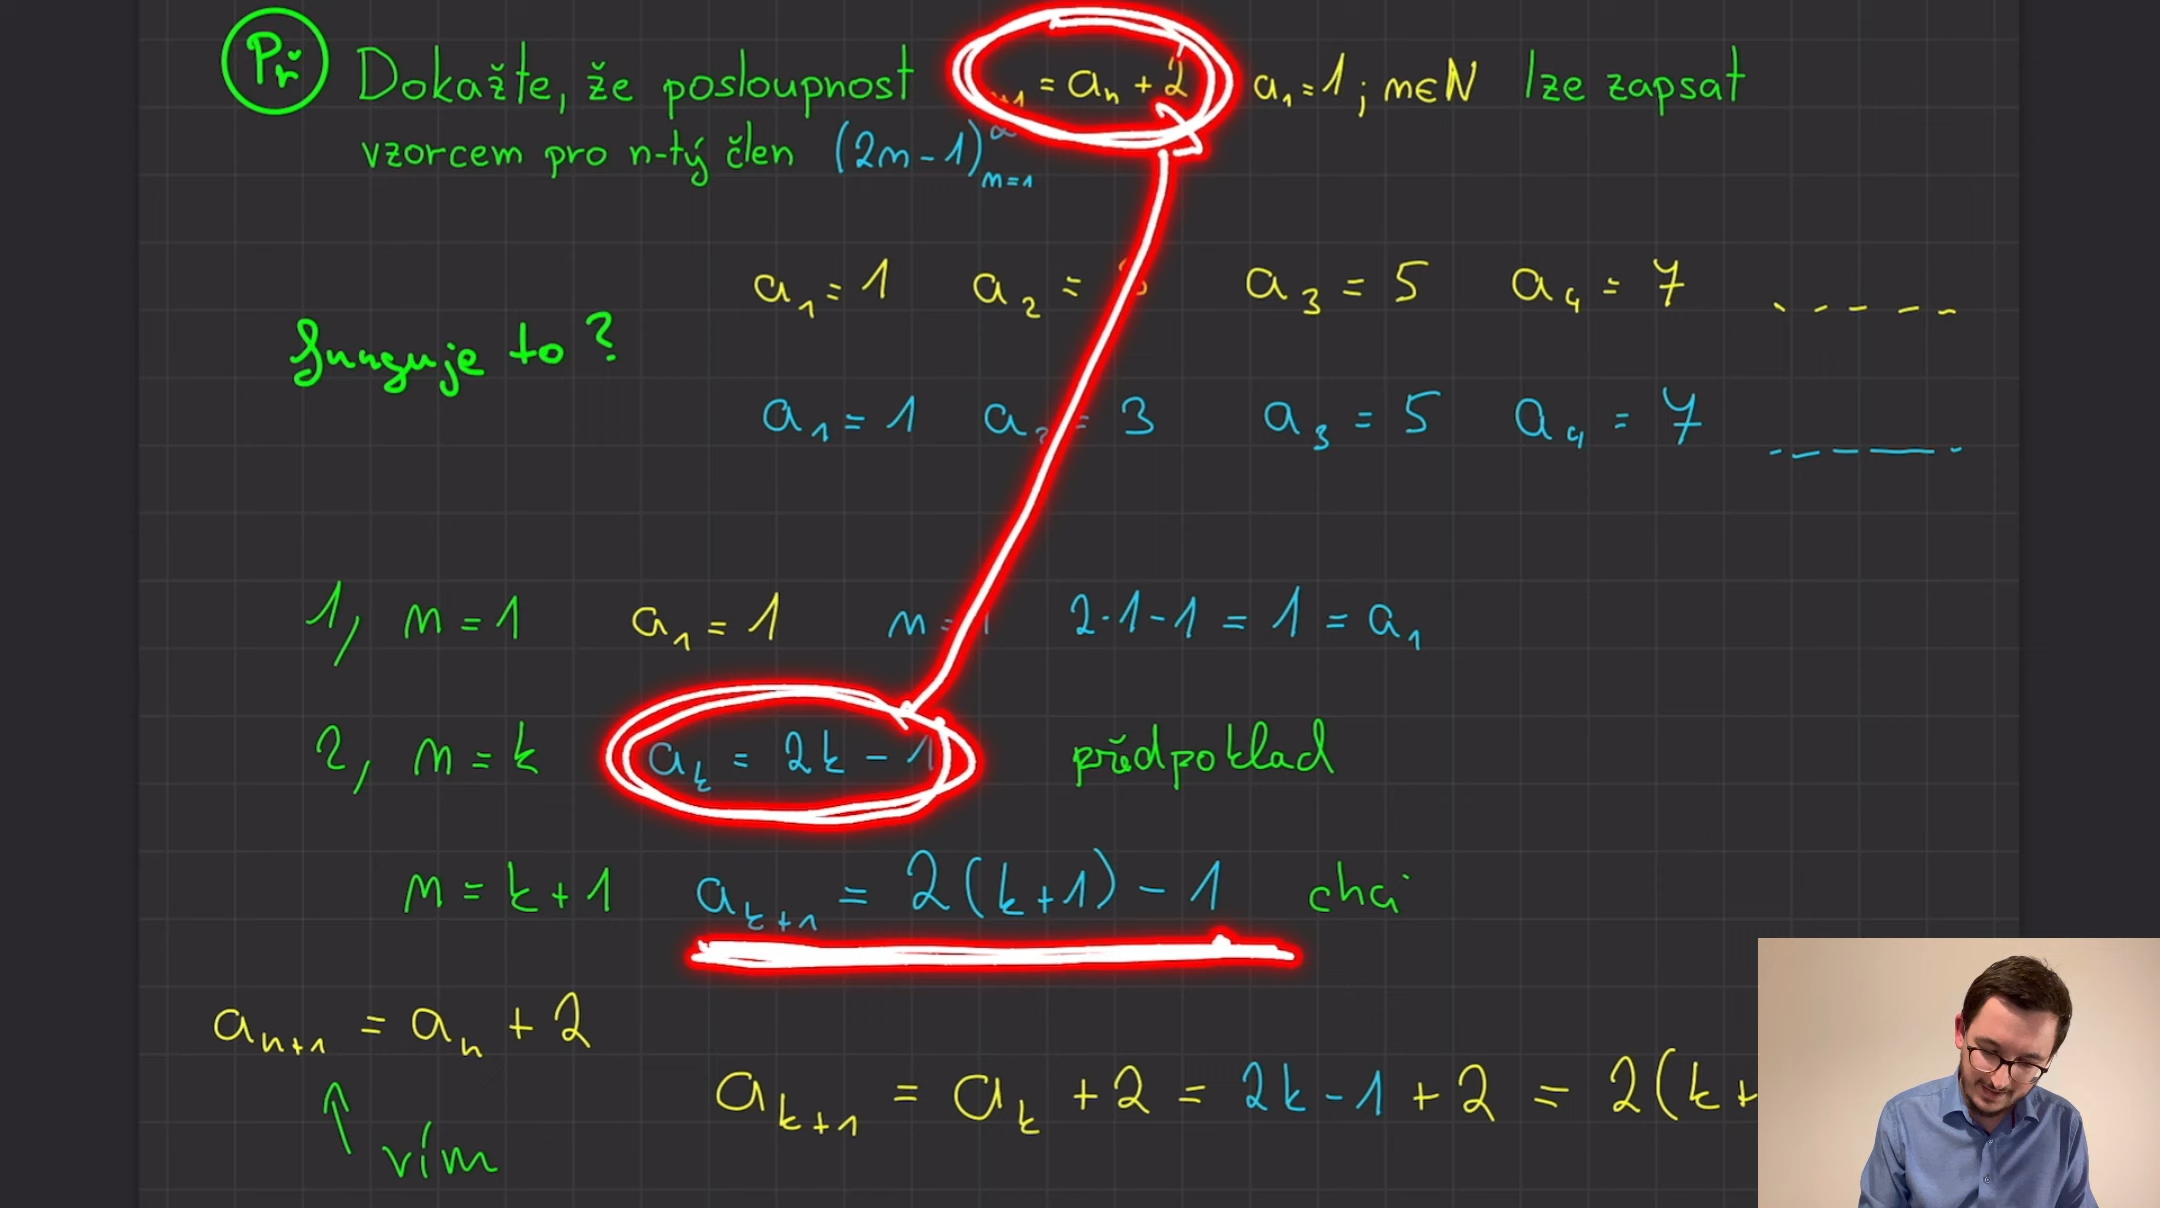 Př Dokažte, že posloupnost = aₙ + 2 a₁ = 1 ; n∈N lze zapsat
vzorcem pro n-tý člen (2n-1) n=1
a₁ = 1 a₂ = a₃ = 5 a₄ = 7 -----
funguje to?
a₁ = 1 a₂ = 3 a₃ = 5 a₄ = 7 -----
1, n = 1 a₁ = 1 n = 1 2·1-1 = 1 = a₁
2, n = k aₖ = 2k - 1 předpoklad
n = k+1 aₖ₊₁ = 2(k+1) - 1 chci
aₙ₊₁ = aₙ + 2
aₖ₊₁ = aₖ + 2 = 2k - 1 + 2 = 2(k+
↑ vím